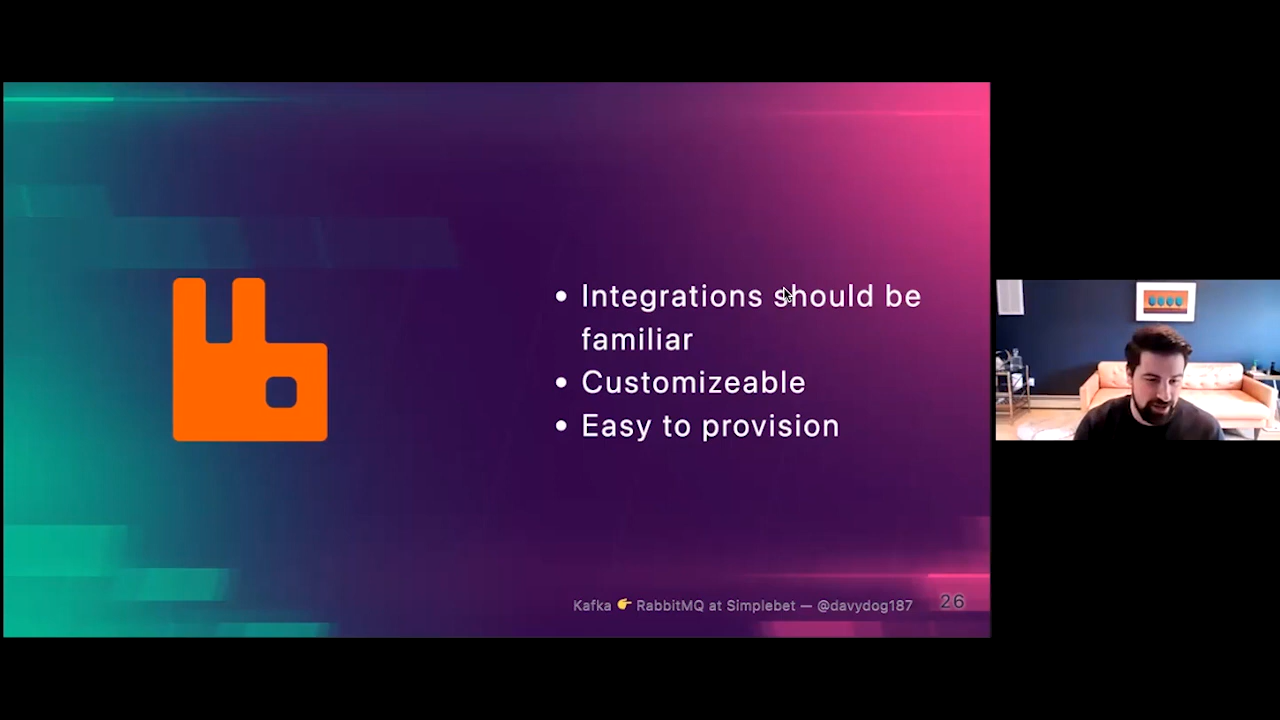 • Integrations should be
familiar
• Customizeable
• Easy to provision
Kafka 👉 RabbitMQ at Simplebet — @davydog187
26